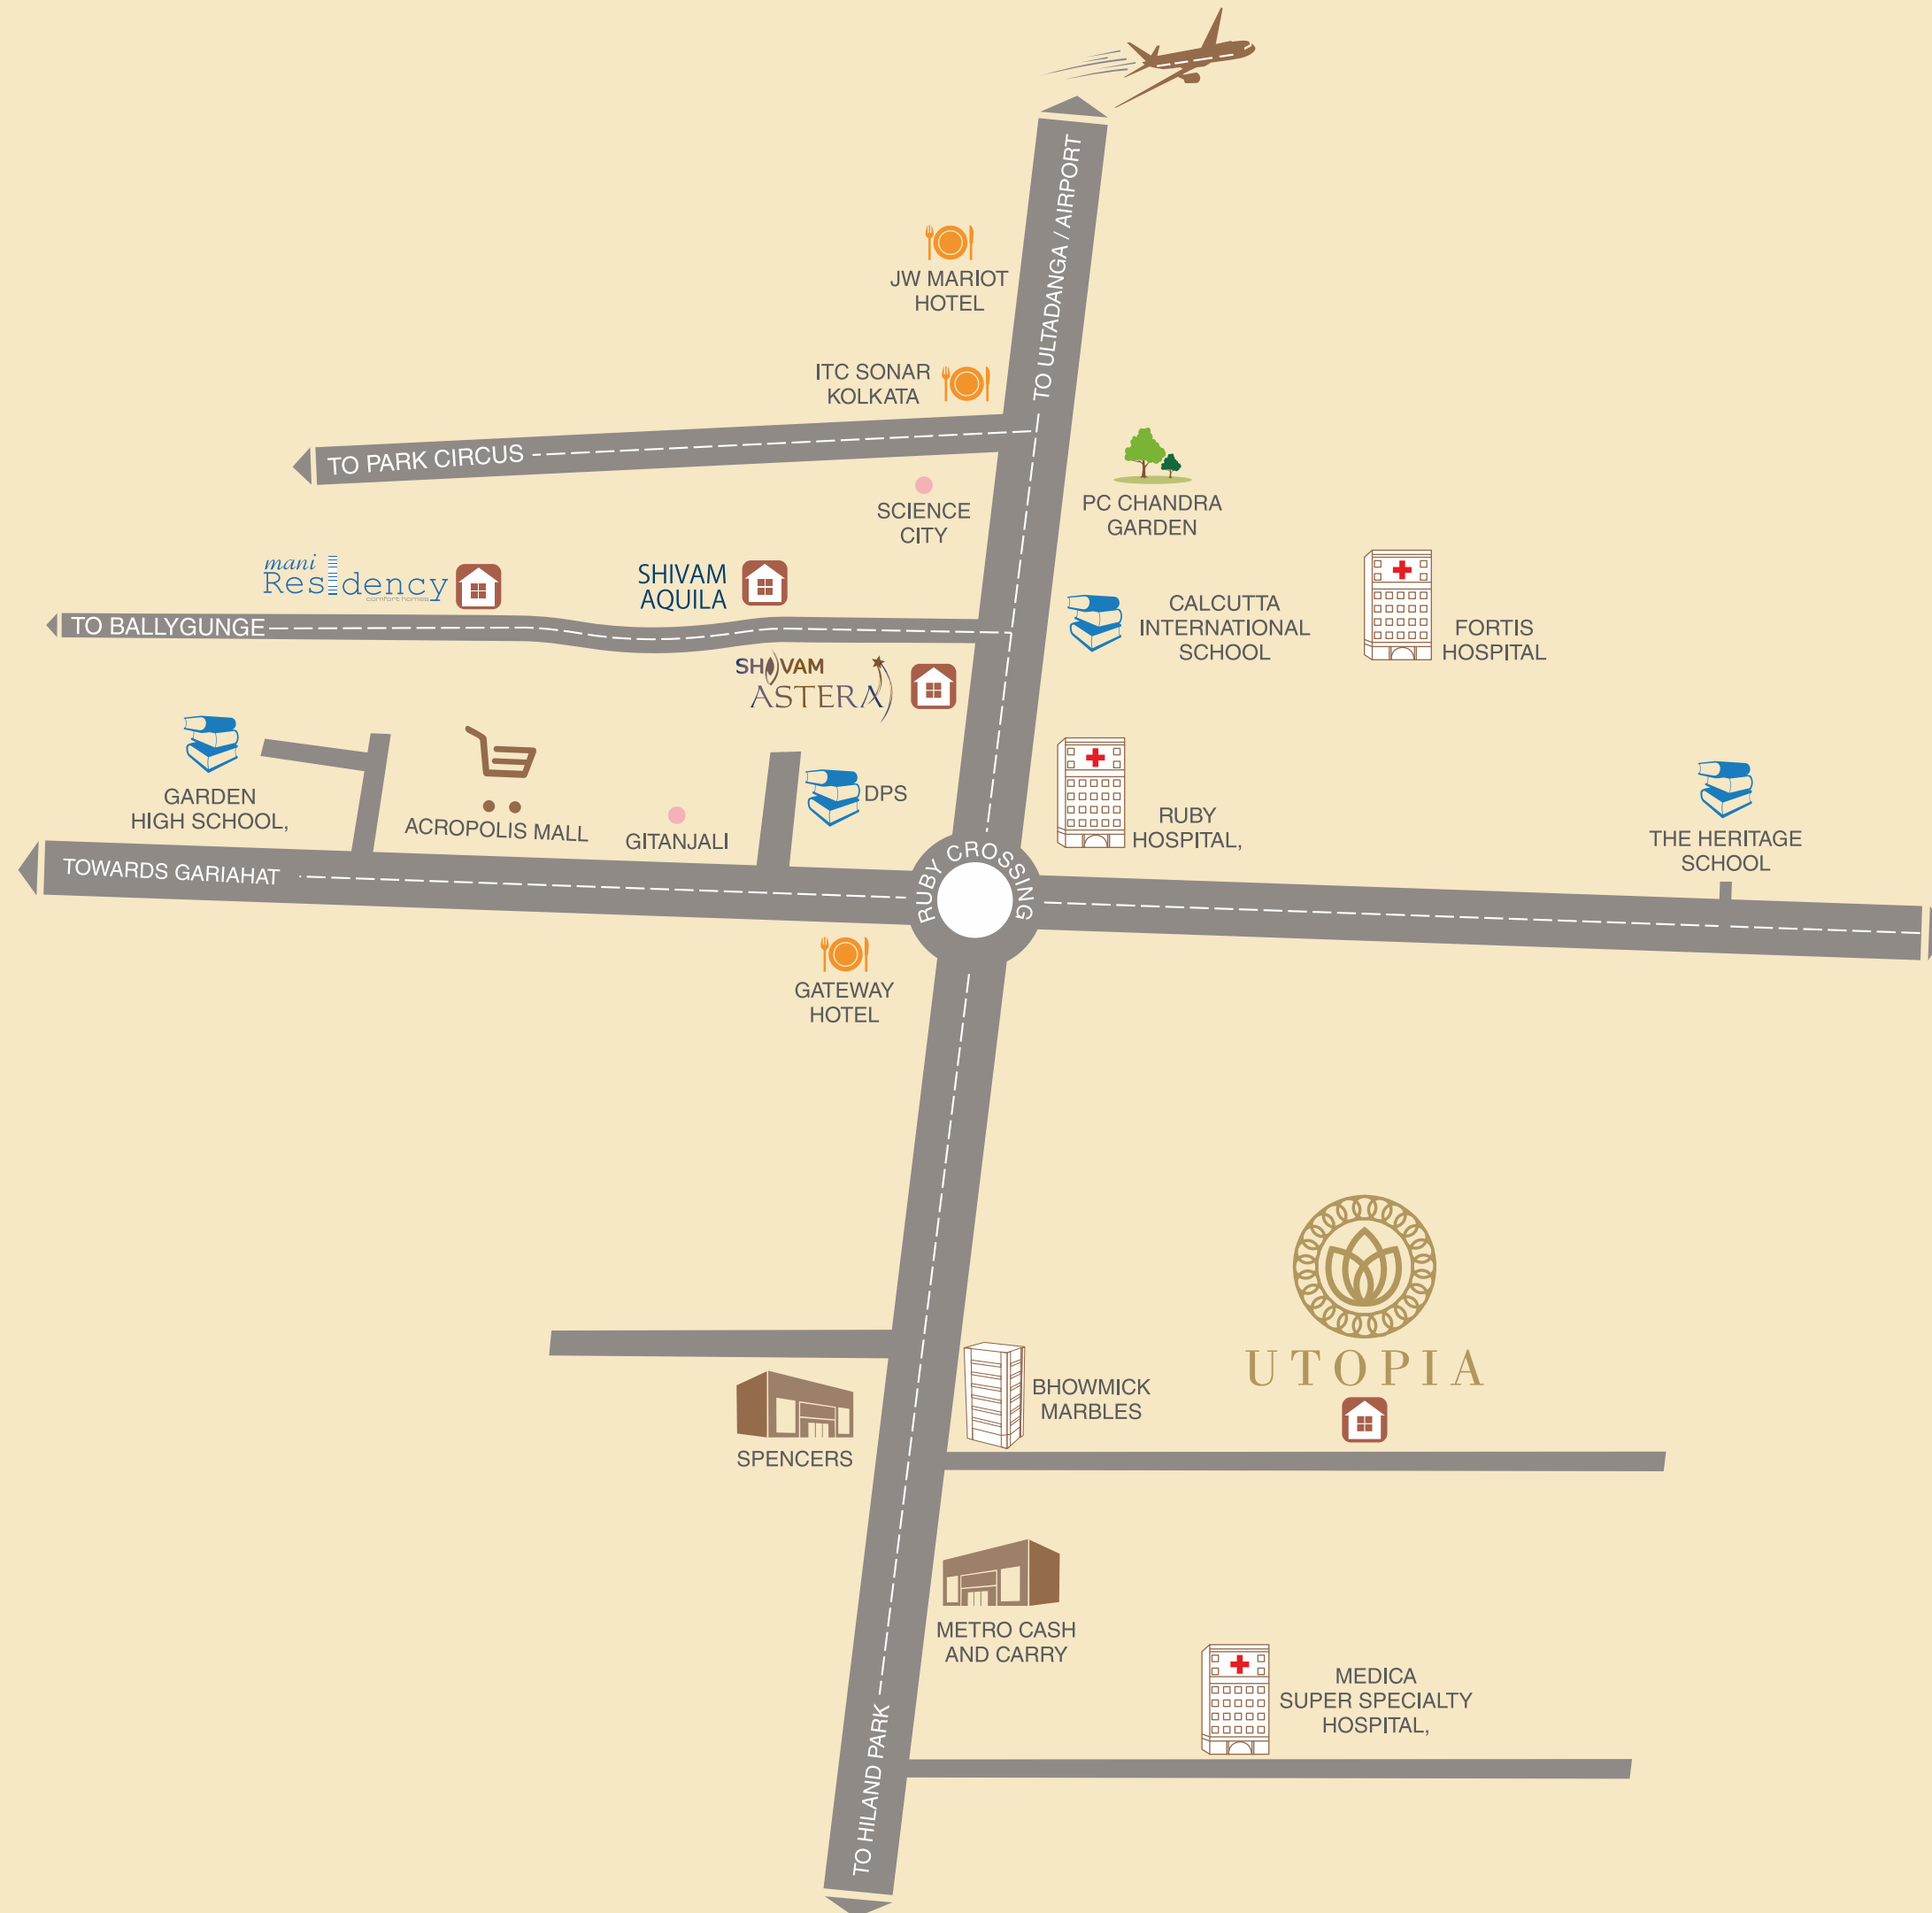 TO ULTADANGA / AIRPORT
JW MARIOT
HOTEL
ITC SONAR
KOLKATA
TO PARK CIRCUS
SCIENCE
CITY
PC CHANDRA
GARDEN
mani
Residency
comfort homes
SHIVAM
AQUILA
TO BALLYGUNGE
CALCUTTA
INTERNATIONAL
SCHOOL
FORTIS
HOSPITAL
SHIVAM
ASTERA
GARDEN
HIGH SCHOOL,
ACROPOLIS MALL
GITANJALI
DPS
RUBY
HOSPITAL,
THE HERITAGE
SCHOOL
TOWARDS GARIAHAT
RUBY CROSSING
GATEWAY
HOTEL
UTOPIA
BHOWMICK
MARBLES
SPENCERS
METRO CASH
AND CARRY
MEDICA
SUPER SPECIALTY
HOSPITAL,
TO HILAND PARK